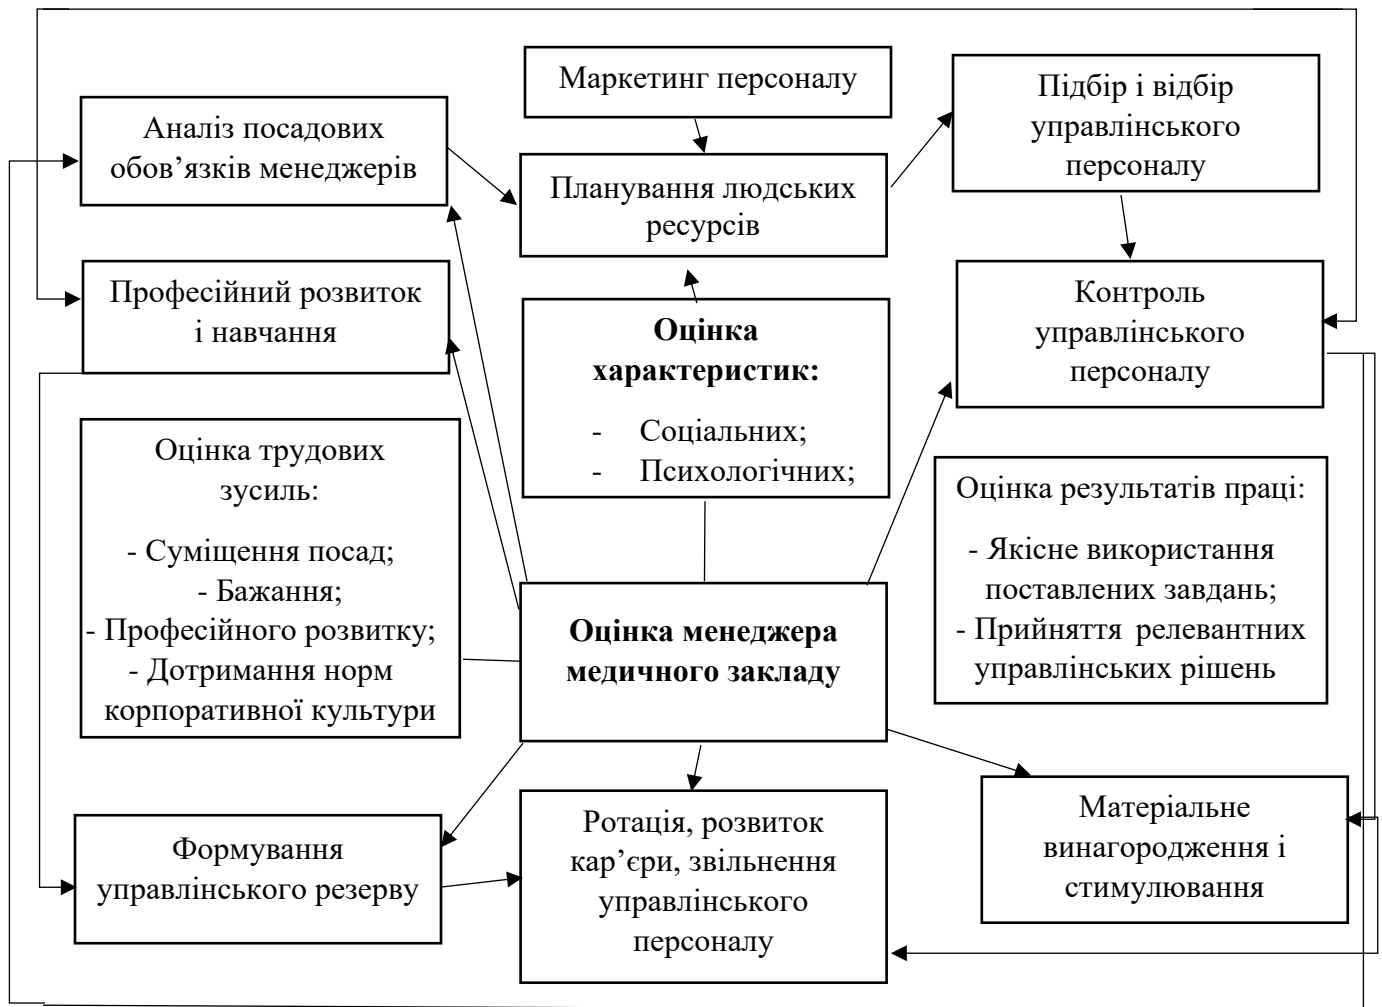 Маркетинг персоналу
Підбір і відбір
управлінського
персоналу
Аналіз посадових
обов’язків менеджерів
Планування людських
ресурсів
Професійний розвиток
і навчання
Оцінка
характеристик:
- Соціальних;
- Психологічних;
Контроль
управлінського
персоналу
Оцінка трудових
зусиль:
- Суміщення посад;
- Бажання;
- Професійного розвитку;
- Дотримання норм
корпоративної культури
Оцінка менеджера
медичного закладу
Оцінка результатів праці:
- Якісне використання
поставлених завдань;
- Прийняття релевантних
управлінських рішень
Формування
управлінського резерву
Ротація, розвиток
кар’єри, звільнення
управлінського
персоналу
Матеріальне
винагородження і
стимулювання